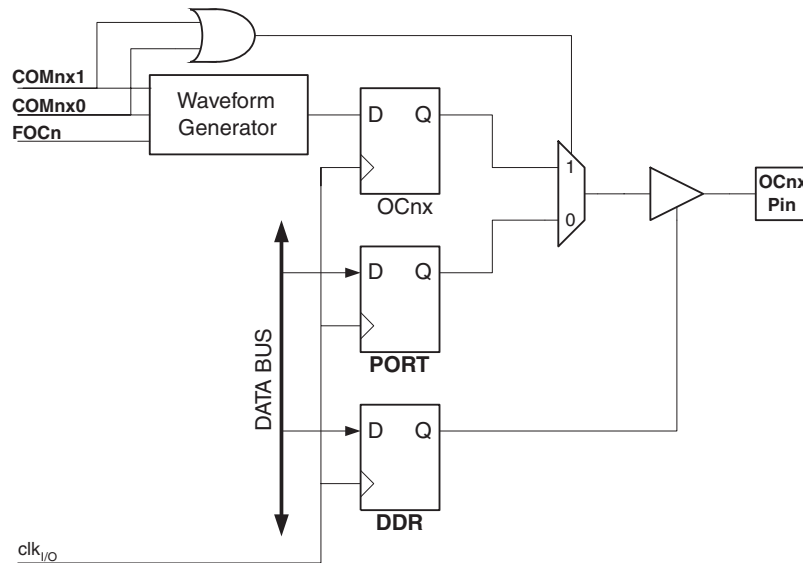 COMnx1
COMnx0
FOCn
Waveform
Generator
D Q
OCnx
1
0
OCnx
Pin
D Q
PORT
DATA BUS
D Q
DDR
clkI/O